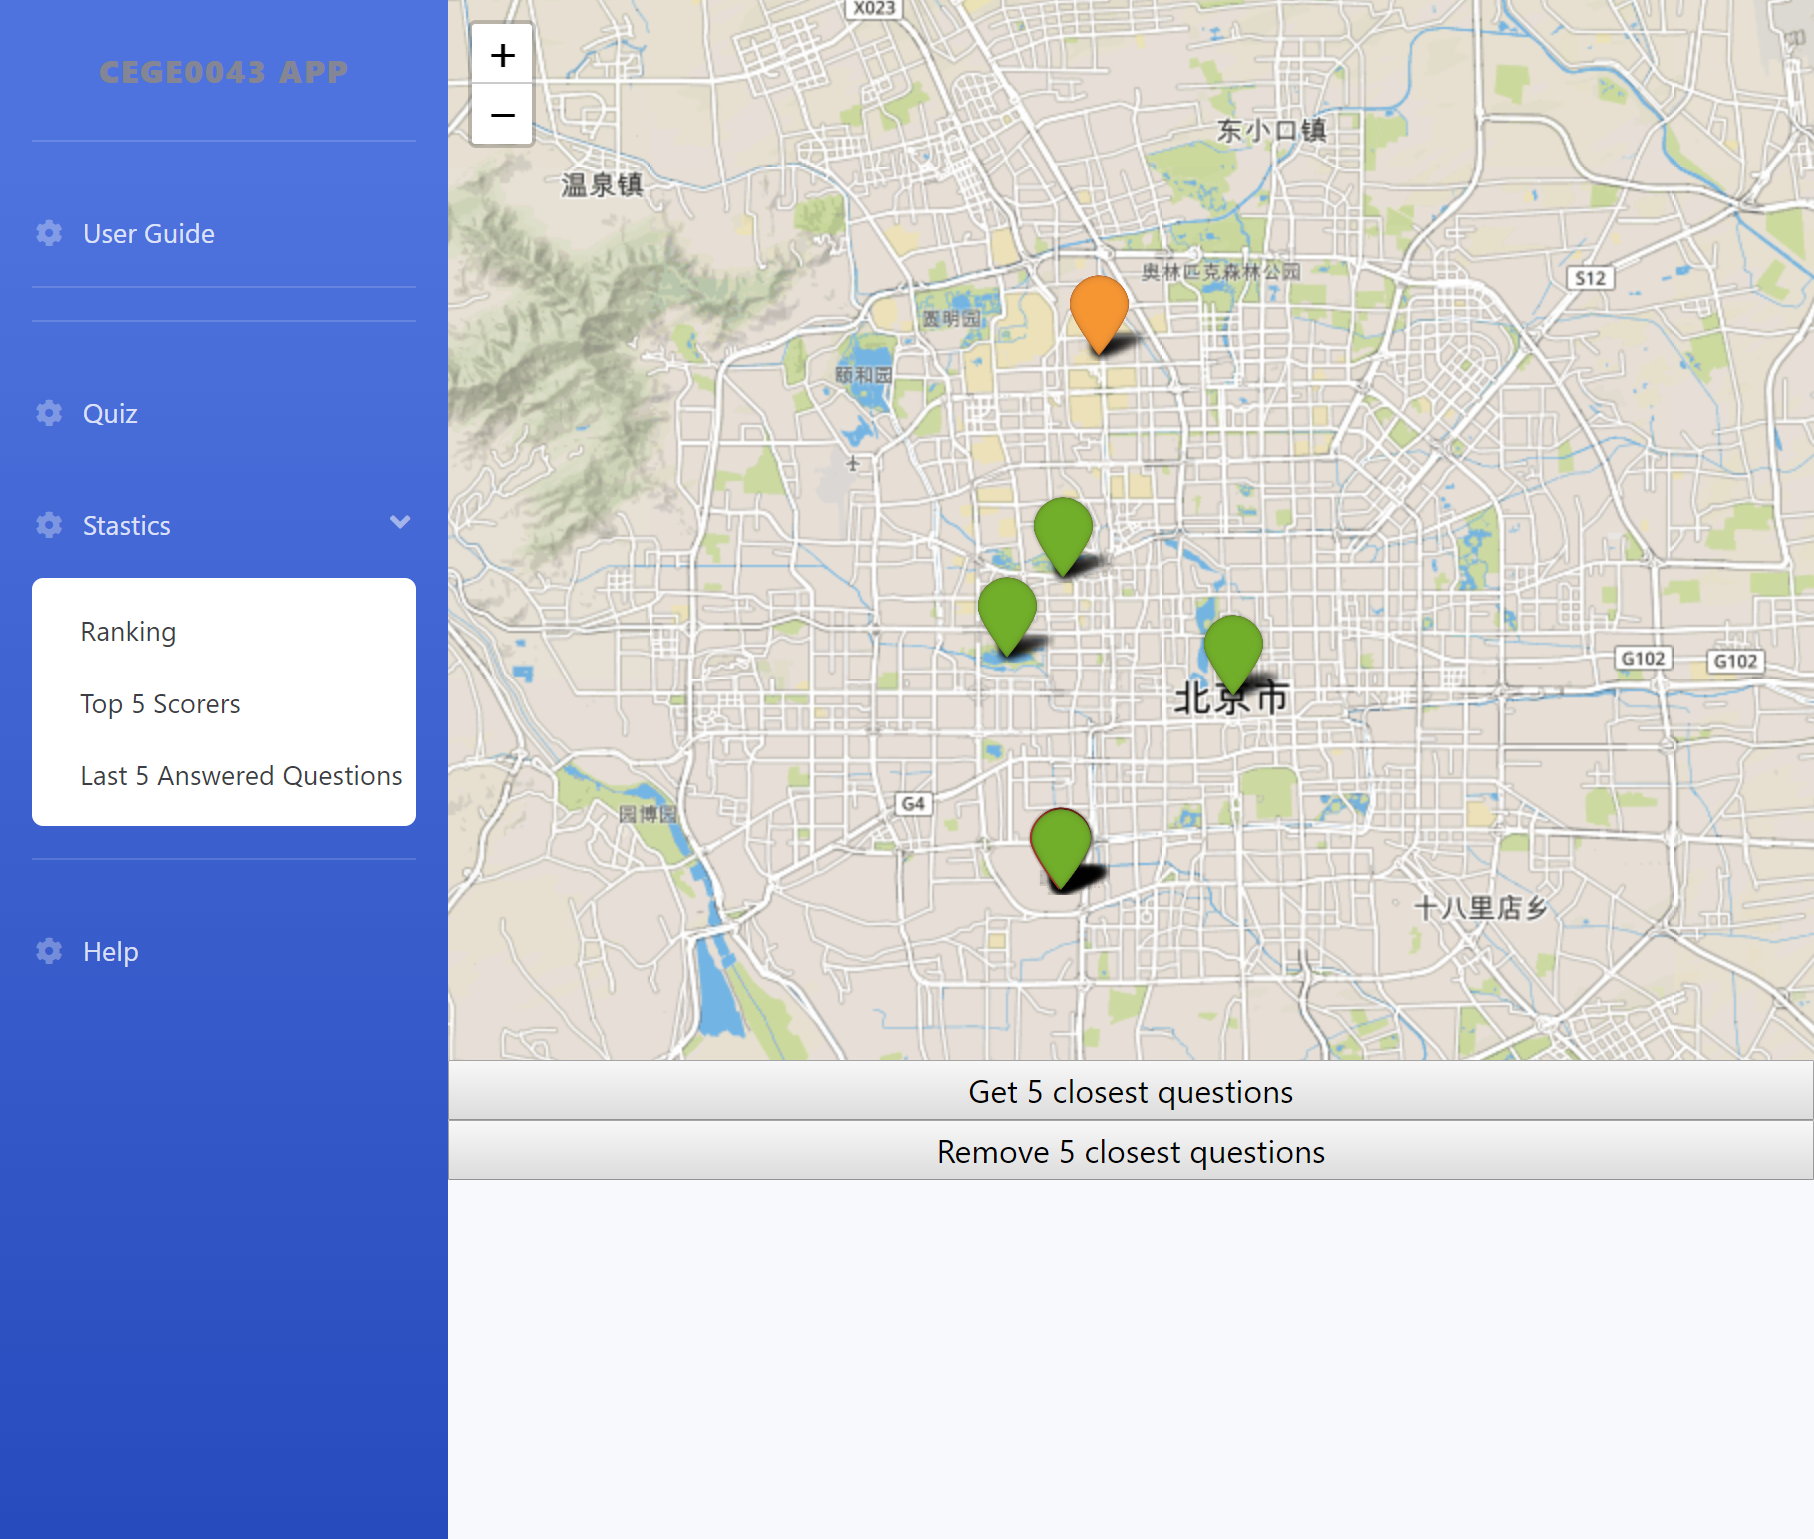 CEGE0043 APP
User Guide
Quiz
Stastics
Ranking
Top 5 Scorers
Last 5 Answered Questions
Help
+
−
X023
东小口镇
温泉镇
奥林匹克森林公园
S12
圆明园
颐和园
G102
G102
北京市
G4
园博园
十八里店乡
Get 5 closest questions
Remove 5 closest questions